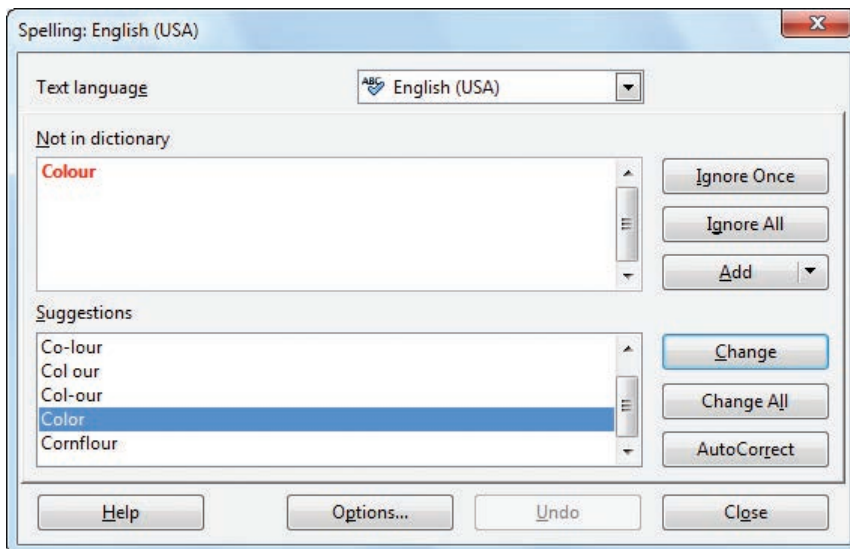 Spelling: English (USA)
Text language
ABC
English (USA)
Not in dictionary
Colour
Ignore Once
Ignore All
Add
Suggestions
Co-lour
Col our
Col-our
Color
Cornflour
Change
Change All
AutoCorrect
Help
Options...
Undo
Close